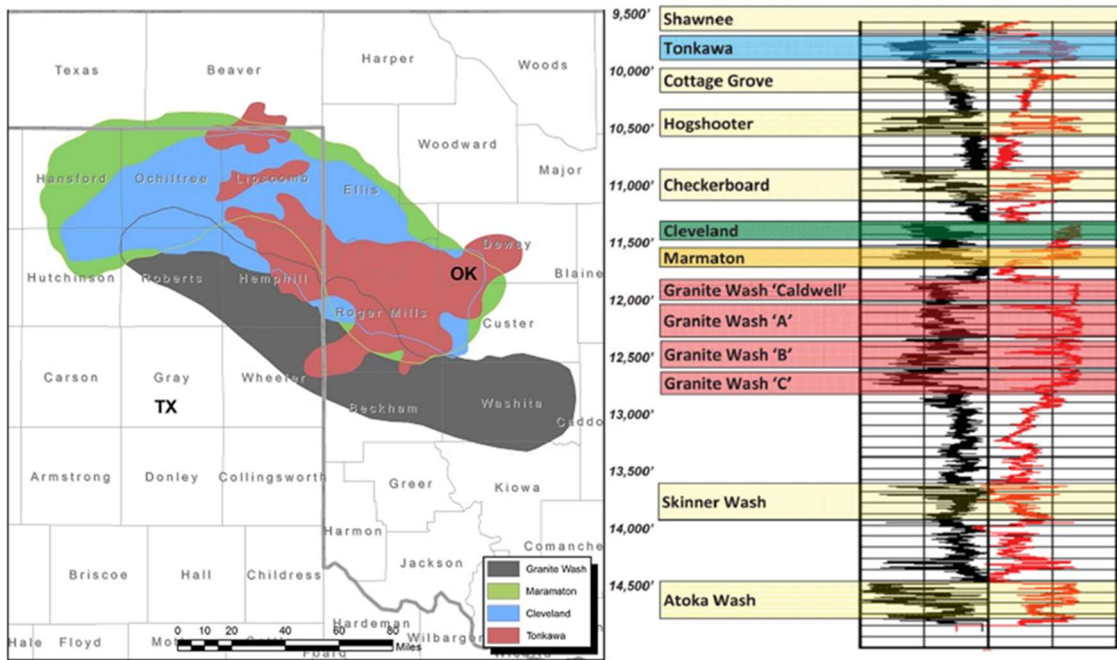 Texas
Beaver
Harper
Woods
Woodward
Major
Hansford
Ochiltree
Lipscomb
Ellis
Dewey
Hutchinson
Roberts
Hemphill
OK
Blaine
Roger Mills
Custer
Carson
Gray
Wheeler
TX
Beckham
Washita
Caddo
Armstrong
Donley
Collingsworth
Greer
Kiowa
Harmon
Comanche
Jackson
Briscoe
Hall
Childress
Hardeman
Hale
Floyd
Wilbarger
0 10 20 40 60 80
Miles
Granite Wash
Maramaton
Cleveland
Tonkawa
9,500'
10,000'
10,500'
11,000'
11,500'
12,000'
12,500'
13,000'
13,500'
14,000'
14,500'
Shawnee
Tonkawa
Cottage Grove
Hogshooter
Checkerboard
Cleveland
Marmaton
Granite Wash ‘Caldwell’
Granite Wash ‘A’
Granite Wash ‘B’
Granite Wash ‘C’
Skinner Wash
Atoka Wash